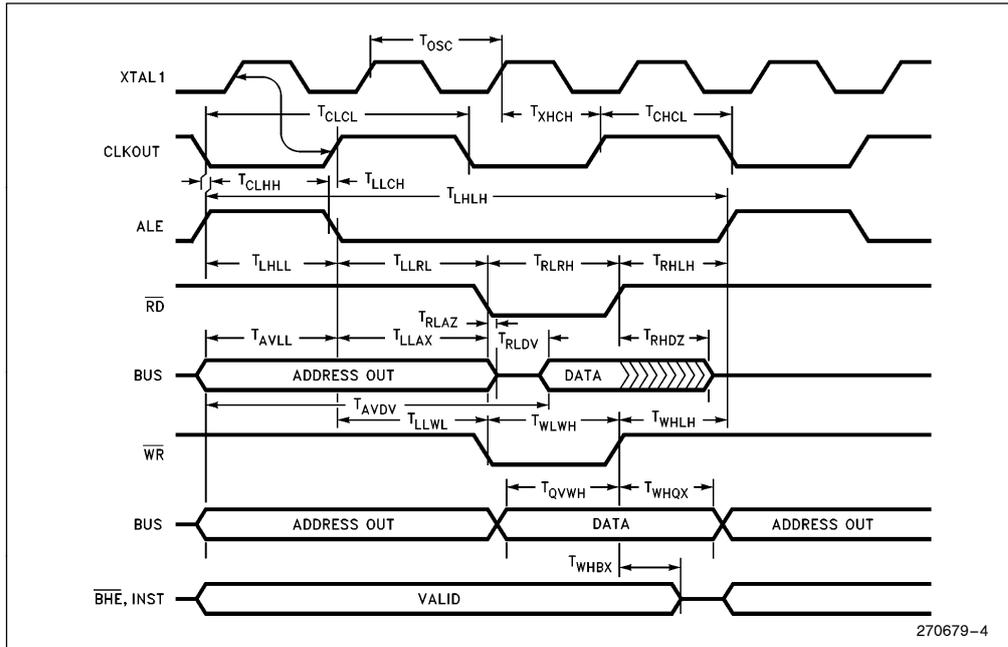 T_OSC
XTAL1
T_CLCL T_XHCH T_CHCL
CLKOUT
T_CLHH T_LLCH
T_LHLH
ALE
T_LHLL T_LLRL T_RLRH T_RHLH
RD
T_RLAZ
T_AVLL T_LLAX T_RLDV T_RHDZ
BUS ADDRESS OUT DATA
T_AVDV
T_LLWL T_WLWH T_WHLH
WR
T_QVWH T_WHQX
BUS ADDRESS OUT DATA ADDRESS OUT
T_WHBX
BHE, INST VALID
270679-4